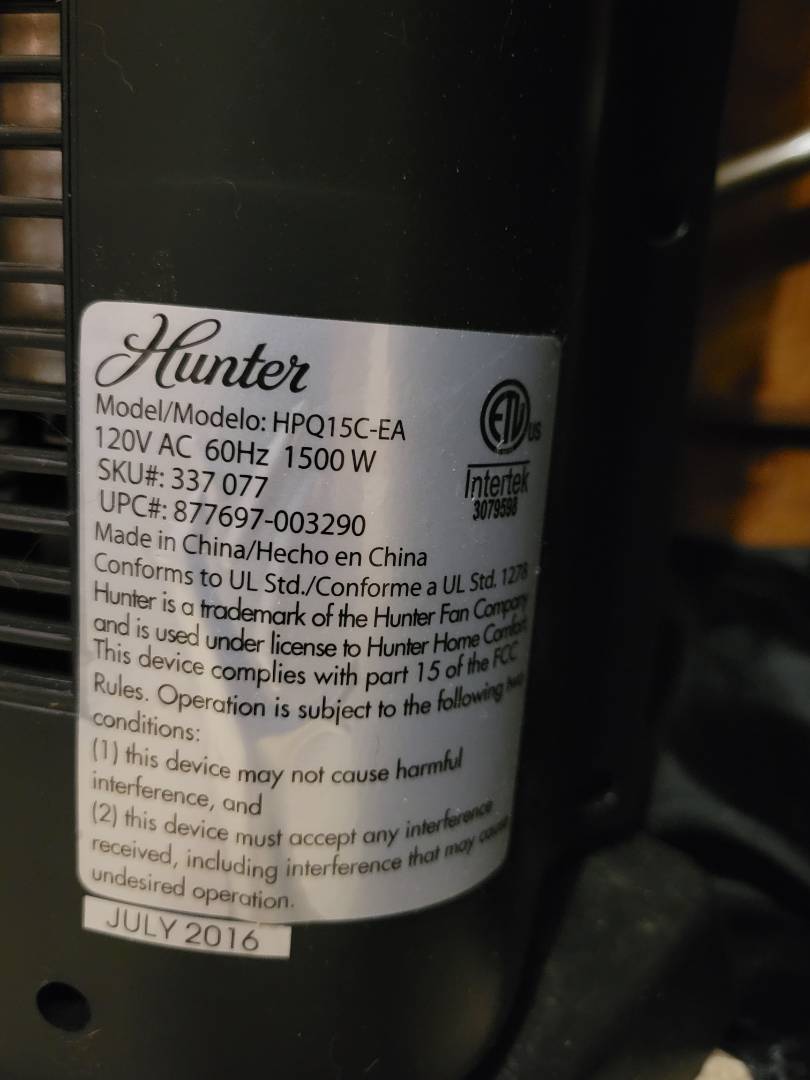 Hunter
Model/Modelo: HPQ15C-EA
120V AC 60Hz 1500 W
SKU#: 337 077
UPC#: 877697-003290
ETL US
Intertek
3079598
Made in China/Hecho en China
Conforms to UL Std./Conforme a UL Std. 1278
Hunter is a trademark of the Hunter Fan Company
and is used under license to Hunter Home Comfort
This device complies with part 15 of the FCC
Rules. Operation is subject to the following two
conditions:
(1) this device may not cause harmful
interference, and
(2) this device must accept any interference
received, including interference that may cause
undesired operation.
JULY 2016